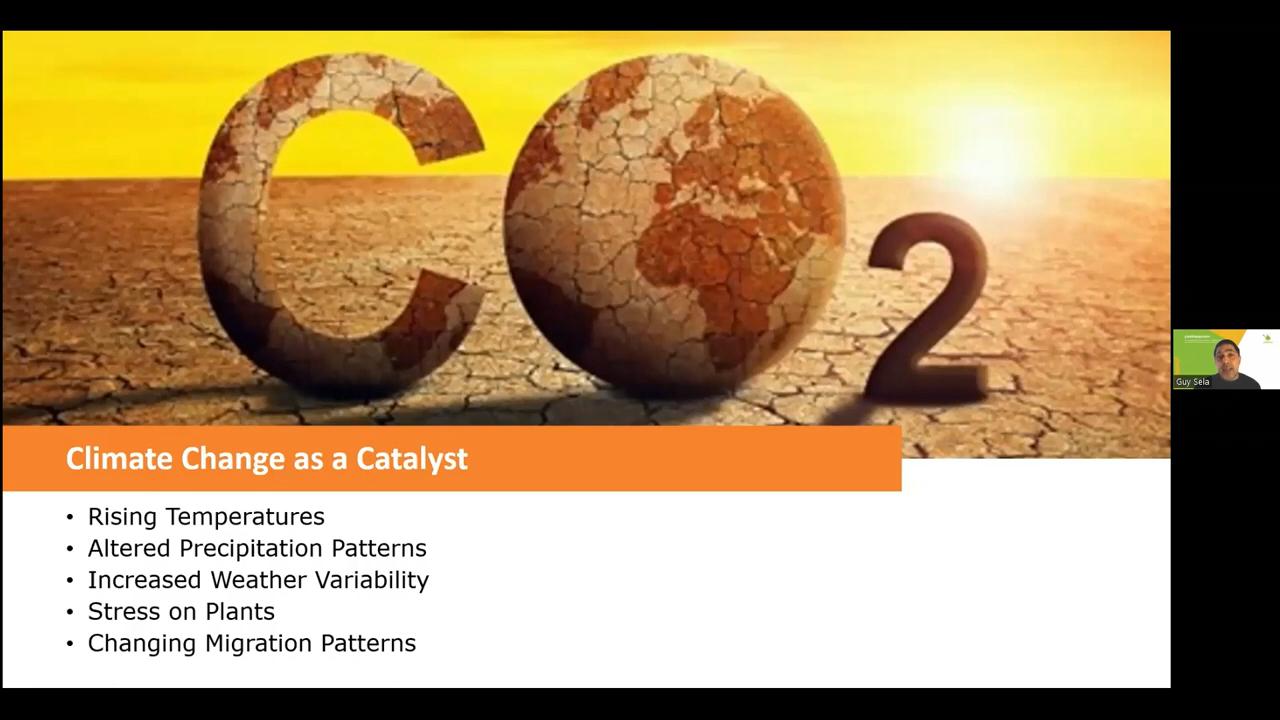 CO2
Climate Change as a Catalyst
• Rising Temperatures
• Altered Precipitation Patterns
• Increased Weather Variability
• Stress on Plants
• Changing Migration Patterns
Guy Sela